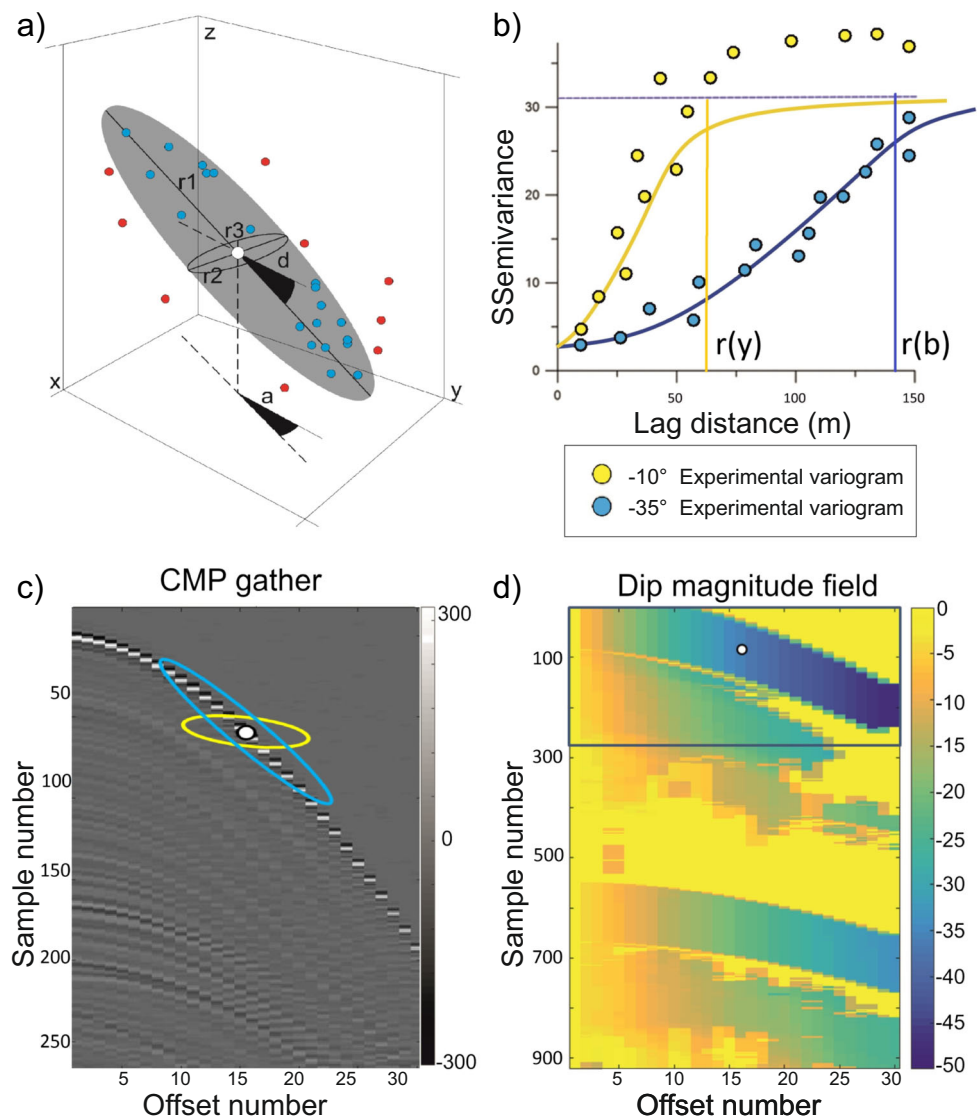 a)
z
r1
r3
r2
d
x
y
a
b)
SSemivariance
30
20
10
0
r(y)
r(b)
0
25
50
75
100
125
150
Lag distance (m)
-10° Experimental variogram
-35° Experimental variogram
c)
CMP gather
Sample number
50
100
150
200
250
5
10
15
20
25
30
Offset number
300
0
-300
d)
Dip magnitude field
Sample number
100
300
500
700
900
5
10
15
20
25
30
Offset number
0
-5
-10
-15
-20
-25
-30
-35
-40
-45
-50